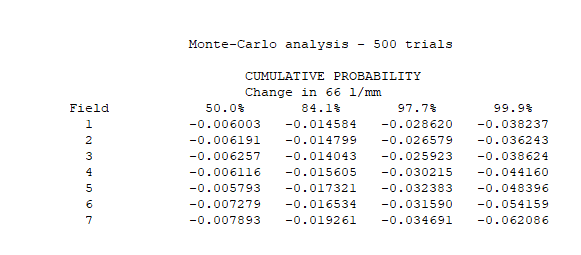 Monte-Carlo analysis - 500 trials
CUMULATIVE PROBABILITY
Change in 66 l/mm
Field 50.0% 84.1% 97.7% 99.9%
1 -0.006003 -0.014584 -0.028620 -0.038237
2 -0.006191 -0.014799 -0.026579 -0.036243
3 -0.006257 -0.014043 -0.025923 -0.038624
4 -0.006116 -0.015605 -0.030215 -0.044160
5 -0.005793 -0.017321 -0.032383 -0.048396
6 -0.007279 -0.016534 -0.031590 -0.054159
7 -0.007893 -0.019261 -0.034691 -0.062086